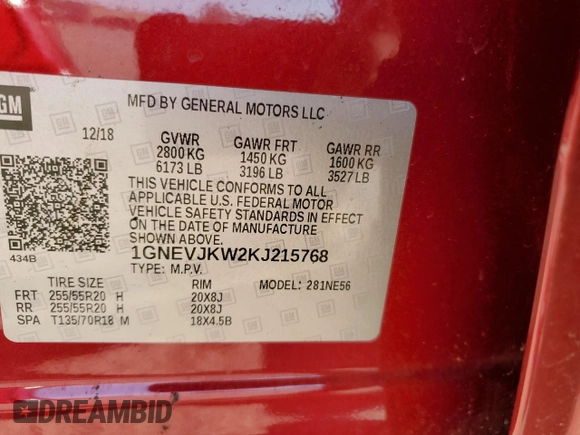 GM
MFD BY GENERAL MOTORS LLC
12/18
GVWR GAWR FRT GAWR RR
2800 KG 1450 KG 1600 KG
6173 LB 3196 LB 3527 LB
THIS VEHICLE CONFORMS TO ALL
APPLICABLE U.S. FEDERAL MOTOR
VEHICLE SAFETY STANDARDS IN EFFECT
ON THE DATE OF MANUFACTURE
SHOWN ABOVE.
434B
1GNEVJKW2KJ215768
TYPE: M.P.V.
TIRE SIZE RIM MODEL: 281NE56
FRT 255/55R20 H 20X8J
RR 255/55R20 H 20X8J
SPA T135/70R18 M 18X4.5B
DREAMBID